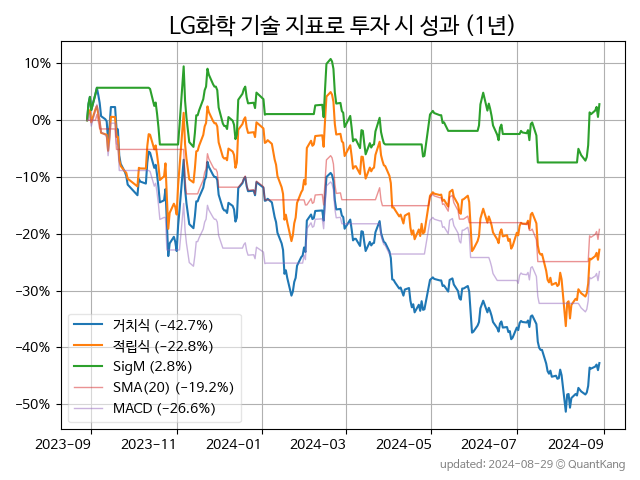 LG화학 기술 지표로 투자 시 성과 (1년)
10%
0%
−10%
−20%
−30%
−40%
−50%
거치식 (−42.7%)
적립식 (−22.8%)
SigM (2.8%)
SMA(20) (−19.2%)
MACD (−26.6%)
2023-09
2023-11
2024-01
2024-03
2024-05
2024-07
2024-09
updated: 2024-08-29 © QuantKang